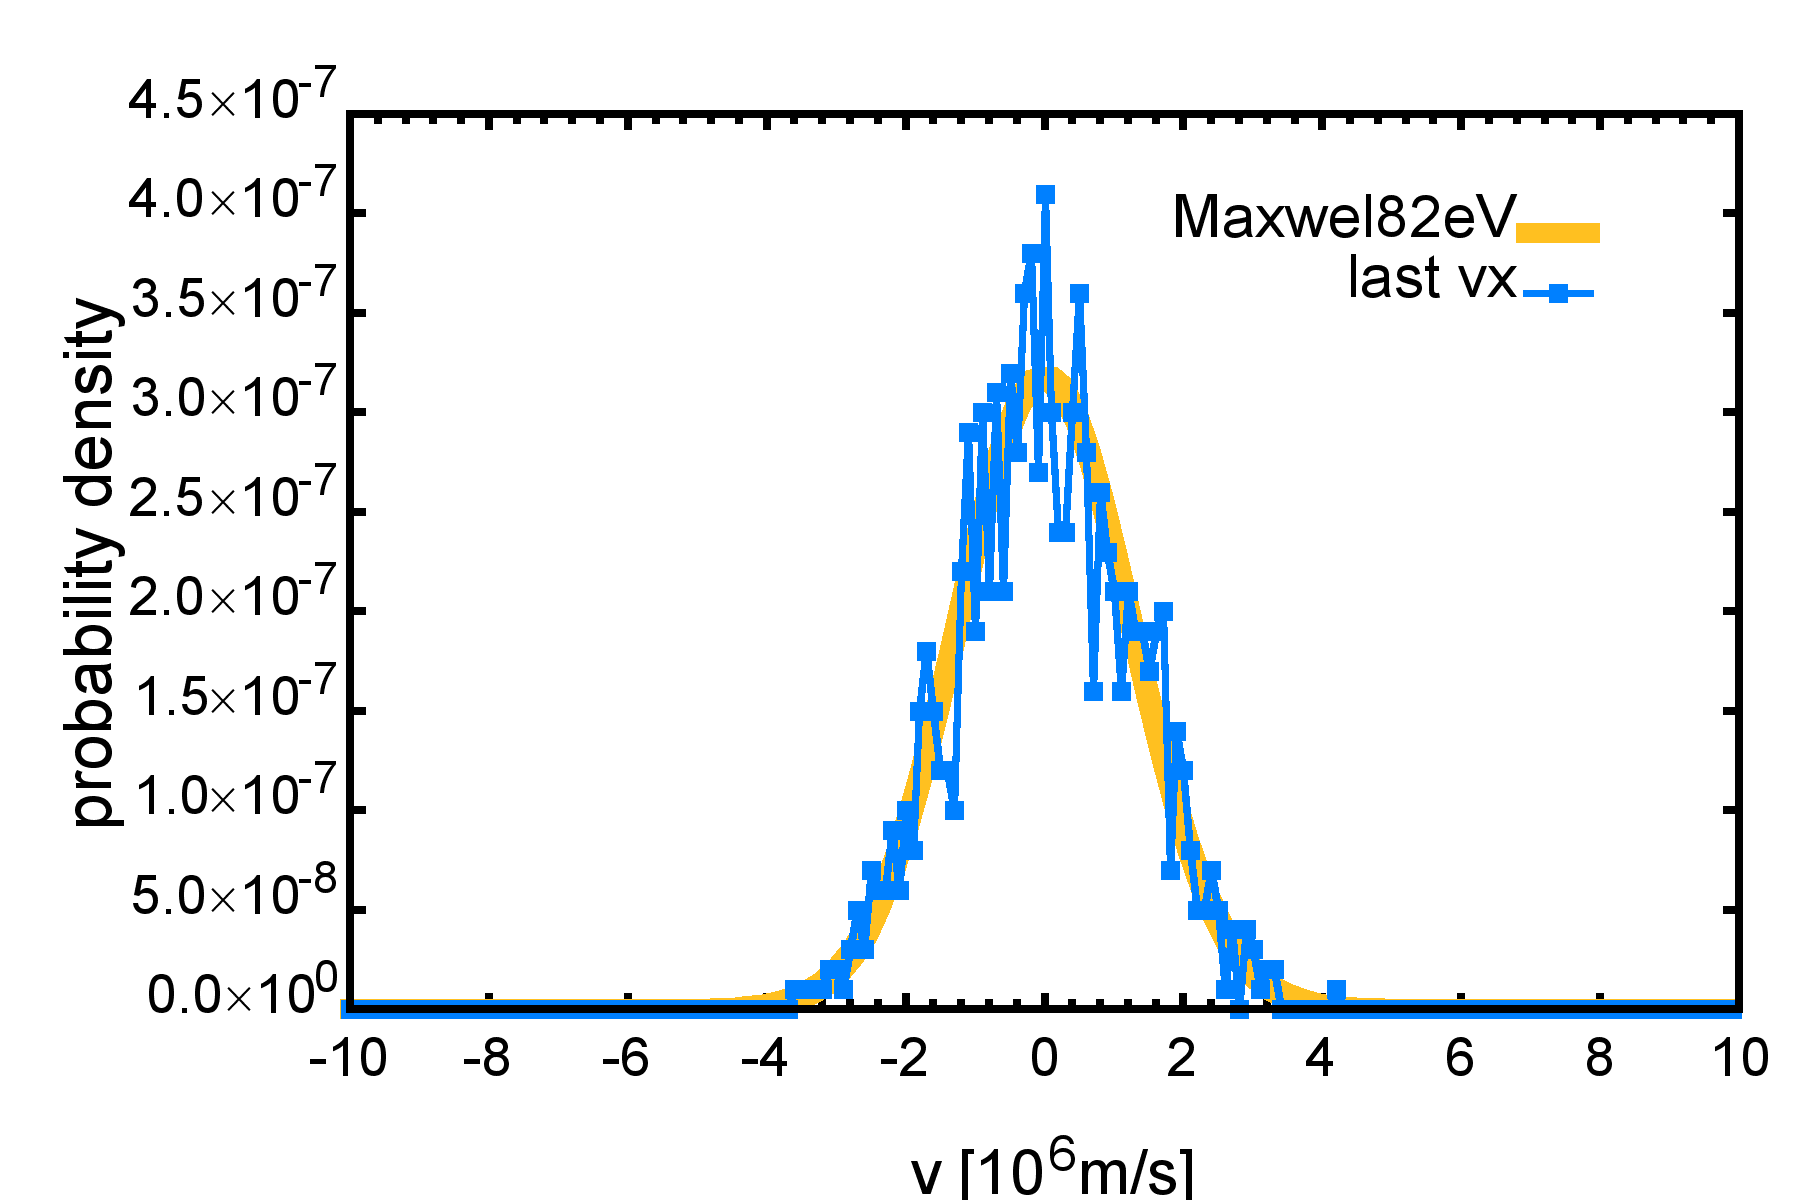 4.5×10⁻⁷
4.0×10⁻⁷
3.5×10⁻⁷
3.0×10⁻⁷
2.5×10⁻⁷
2.0×10⁻⁷
1.5×10⁻⁷
1.0×10⁻⁷
5.0×10⁻⁸
0.0×10⁰
probability density
Maxwel82eV
last vx
-10 -8 -6 -4 -2 0 2 4 6 8 10
v [10⁶m/s]